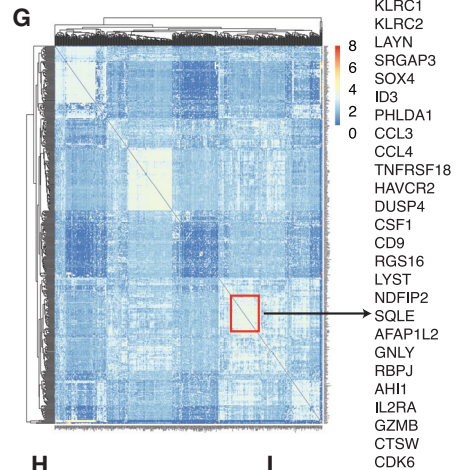 G
8
6
4
2
0
KLRC1
KLRC2
LAYN
SRGAP3
SOX4
ID3
PHLDA1
CCL3
CCL4
TNFRSF18
HAVCR2
DUSP4
CSF1
CD9
RGS16
LYST
NDFIP2
SQLE
AFAP1L2
GNLY
RBPJ
AHI1
IL2RA
GZMB
CTSW
CDK6
H
I